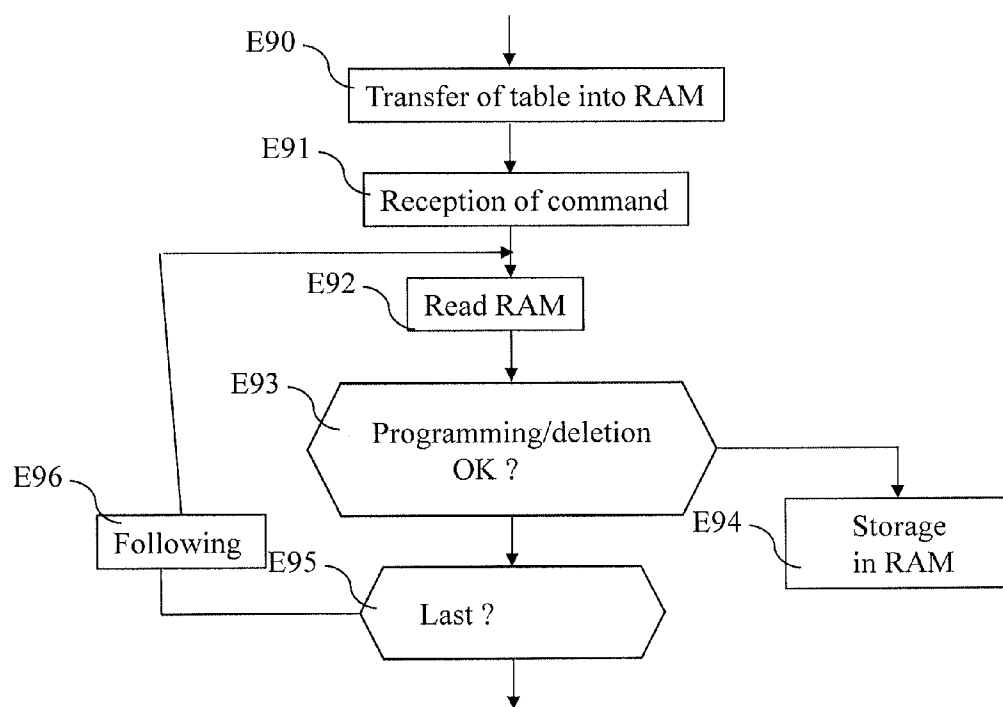 E90
Transfer of table into RAM
E91
Reception of command
E92
Read RAM
E93
Programming/deletion
OK ?
E94
Storage
in RAM
E96
Following
E95
Last ?